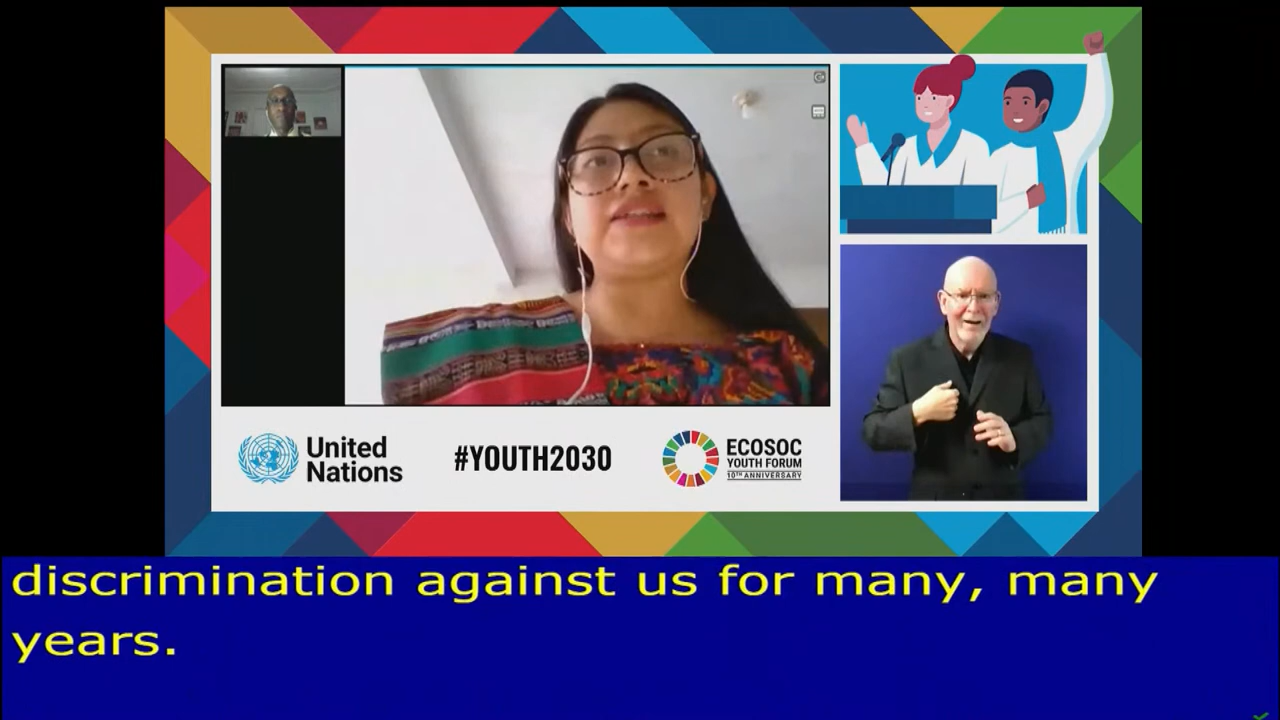 United
Nations
#YOUTH2030
ECOSOC
YOUTH FORUM
10TH ANNIVERSARY
discrimination against us for many, many
years.